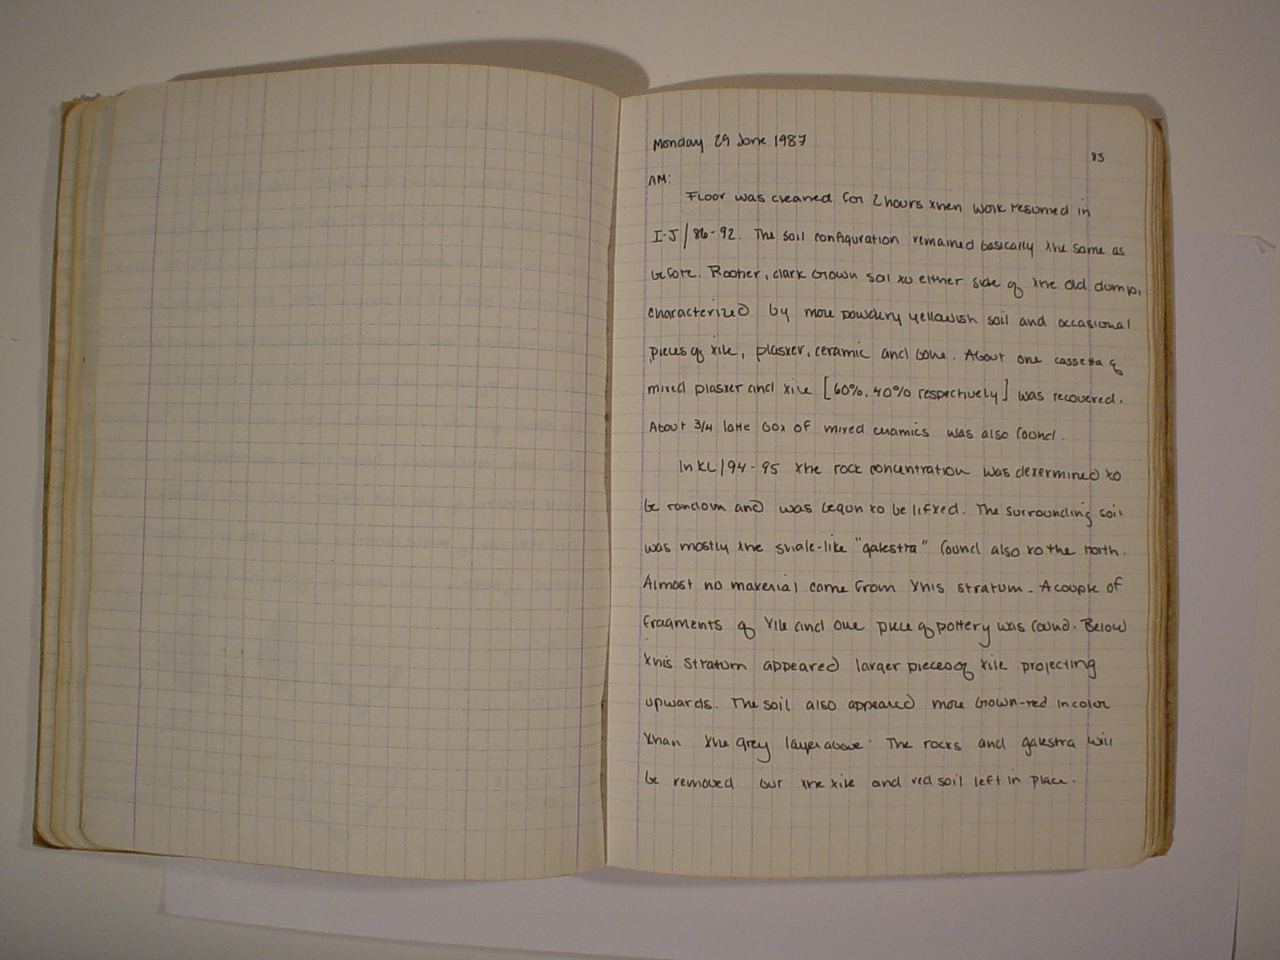 Monday 29 June 1987
AM:
Floor was cleaned for 2 hours then work resumed in
I-J/86-92. The soil configuration remained basically the same as
before. Rootier, dark brown soil to either side of the old dump,
characterized by more powdery yellowish soil and occasional
pieces of tile, plaster, ceramic and bone. About one cassetta of
mixed plaster and tile [60%, 40% respectively] was recovered.
About 3/4 latte box of mixed ceramics was also found.
In KL/94-95 the rock concentration was determined to
be random and was begun to be lifted. The surrounding soil
was mostly the shale-like "galestra" found also to the north.
Almost no material came from this stratum. A couple of
fragments of tile and one piece of pottery was found. Below
this stratum appeared larger pieces of tile projecting
upwards. The soil also appeared more brown-red in color
than the grey layer above. The rocks and galestra will
be removed but the tile and red soil left in place.